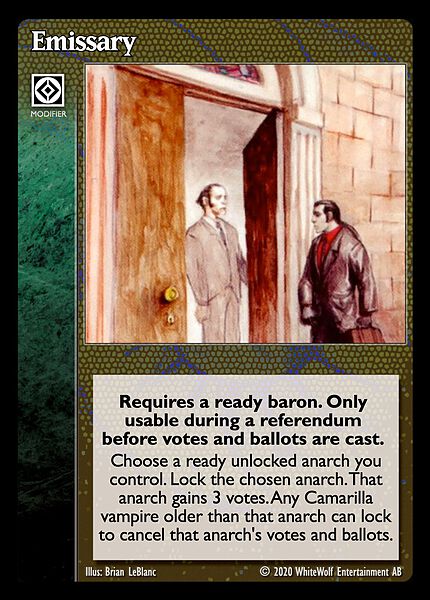 Emissary
MODIFIER
Requires a ready baron. Only
usable during a referendum
before votes and ballots are cast.
Choose a ready unlocked anarch you
control. Lock the chosen anarch. That
anarch gains 3 votes. Any Camarilla
vampire older than that anarch can lock
to cancel that anarch's votes and ballots.
Illus: Brian LeBlanc © 2020 WhiteWolf Entertainment AB